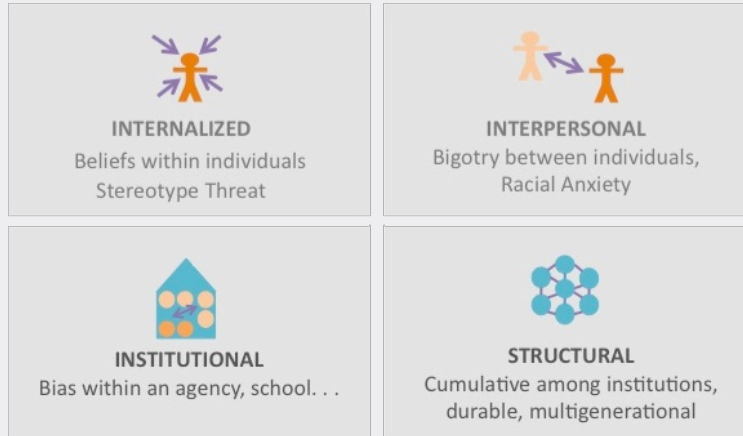 INTERNALIZED
Beliefs within individuals
Stereotype Threat
INTERPERSONAL
Bigotry between individuals,
Racial Anxiety
INSTITUTIONAL
Bias within an agency, school. . .
STRUCTURAL
Cumulative among institutions,
durable, multigenerational